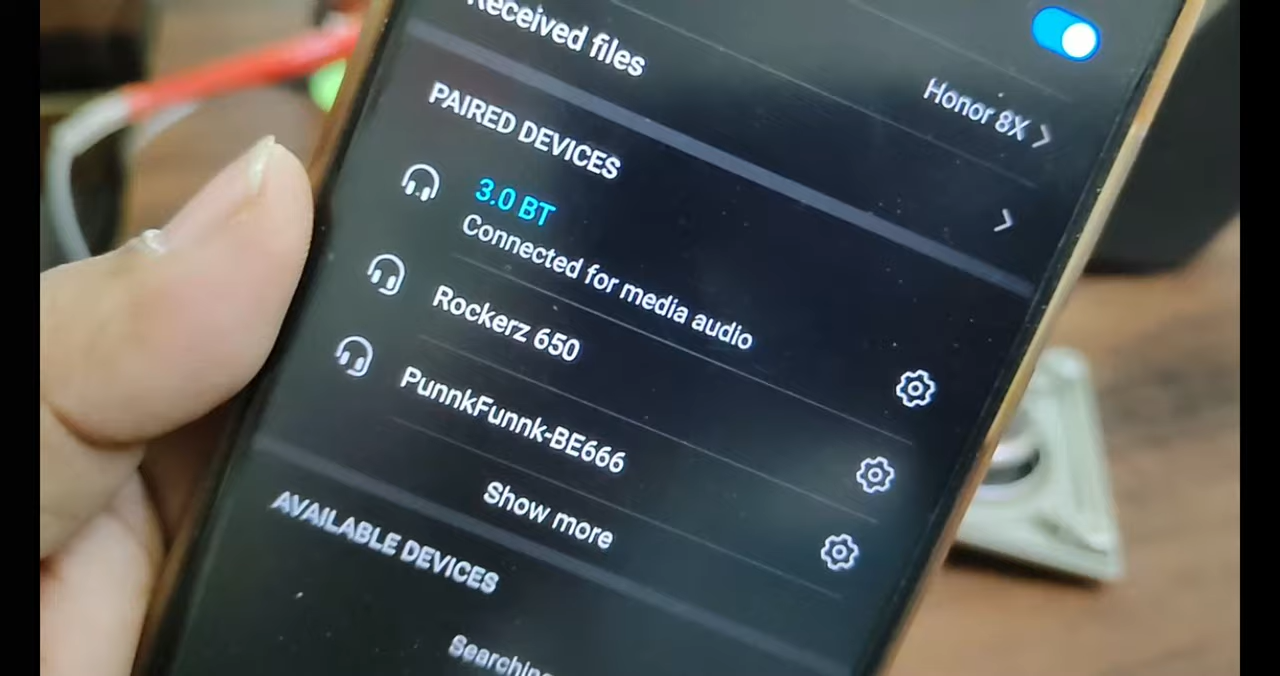 Honor 8X
Received files
PAIRED DEVICES
3.0 BT
Connected for media audio
Rockerz 650
PunnkFunnk-BE666
Show more
AVAILABLE DEVICES
Searching